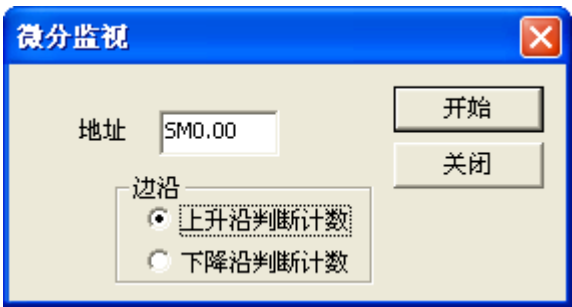 微分监视
地址 SM0.00 开始
关闭
边沿
上升沿判断计数
下降沿判断计数